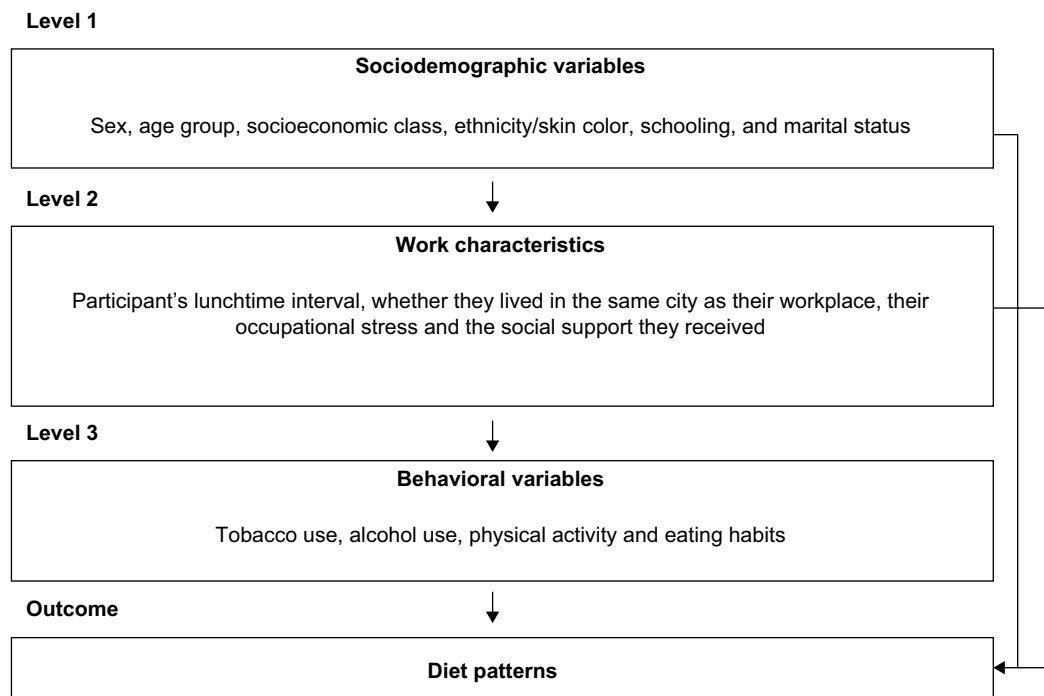 Level 1
Sociodemographic variables
Sex, age group, socioeconomic class, ethnicity/skin color, schooling, and marital status
Level 2
Work characteristics
Participant's lunchtime interval, whether they lived in the same city as their workplace, their
occupational stress and the social support they received
Level 3
Behavioral variables
Tobacco use, alcohol use, physical activity and eating habits
Outcome
Diet patterns